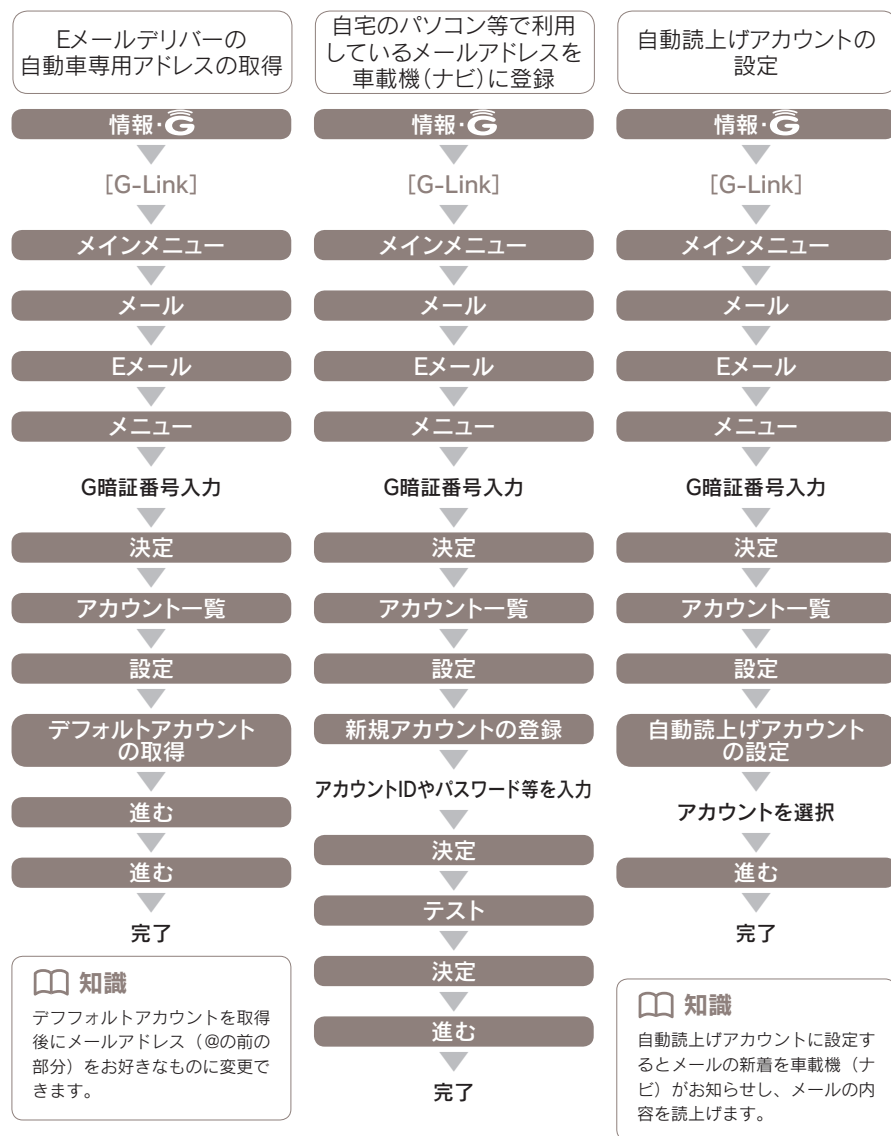 Eメールデリバーの
自動車専用アドレスの取得
情報・G
[G-Link]
メインメニュー
メール
Eメール
メニュー
G暗証番号入力
決定
アカウント一覧
設定
デフォルトアカウント
の取得
進む
進む
完了
知識
デフフォルトアカウントを取得
後にメールアドレス（@の前の
部分）をお好きなものに変更で
きます。
自宅のパソコン等で利用
しているメールアドレスを
車載機（ナビ）に登録
情報・G
[G-Link]
メインメニュー
メール
Eメール
メニュー
G暗証番号入力
決定
アカウント一覧
設定
新規アカウントの登録
アカウントIDやパスワード等を入力
決定
テスト
決定
進む
完了
自動読上げアカウントの
設定
情報・G
[G-Link]
メインメニュー
メール
Eメール
メニュー
G暗証番号入力
決定
アカウント一覧
設定
自動読上げアカウント
の設定
アカウントを選択
進む
完了
知識
自動読上げアカウントに設定す
るとメールの新着を車載機（ナ
ビ）がお知らせし、メールの内
容を読上げます。